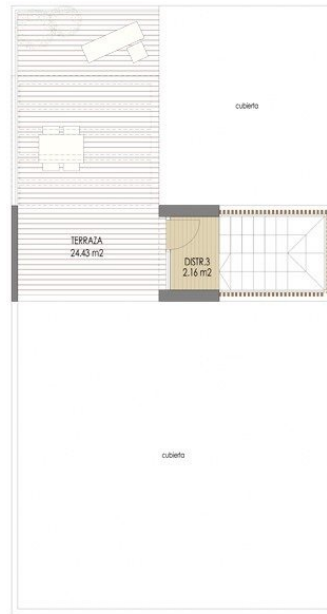 cubierta
TERRAZA
24.43 m2
DISTR.3
2.16 m2
cubierta